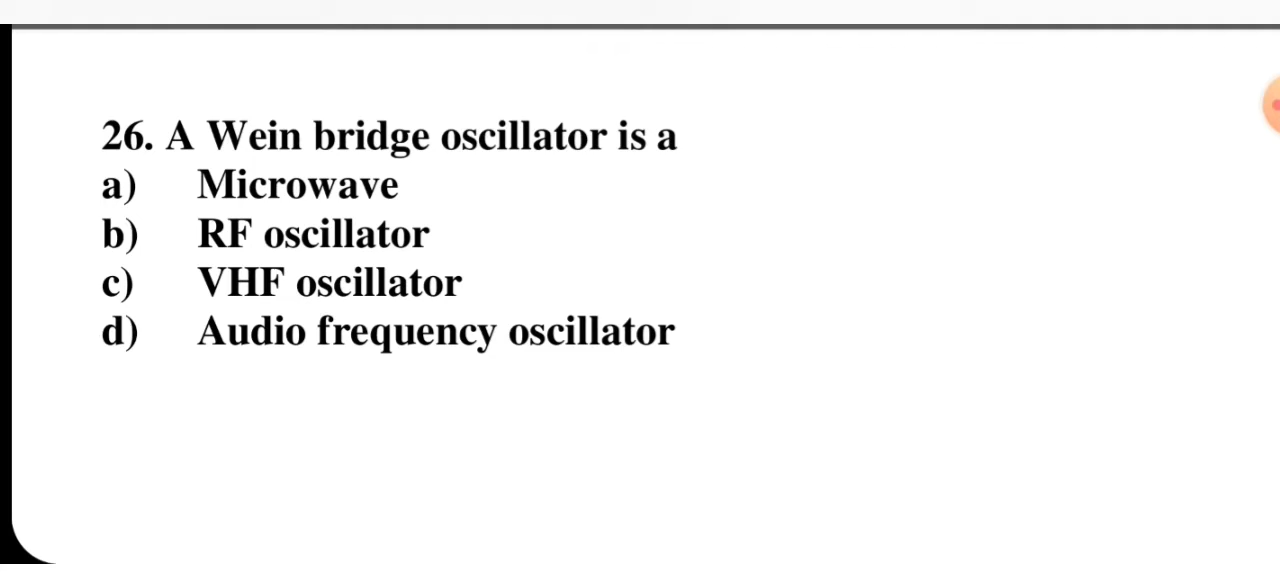 26. A Wein bridge oscillator is a
a) Microwave
b) RF oscillator
c) VHF oscillator
d) Audio frequency oscillator